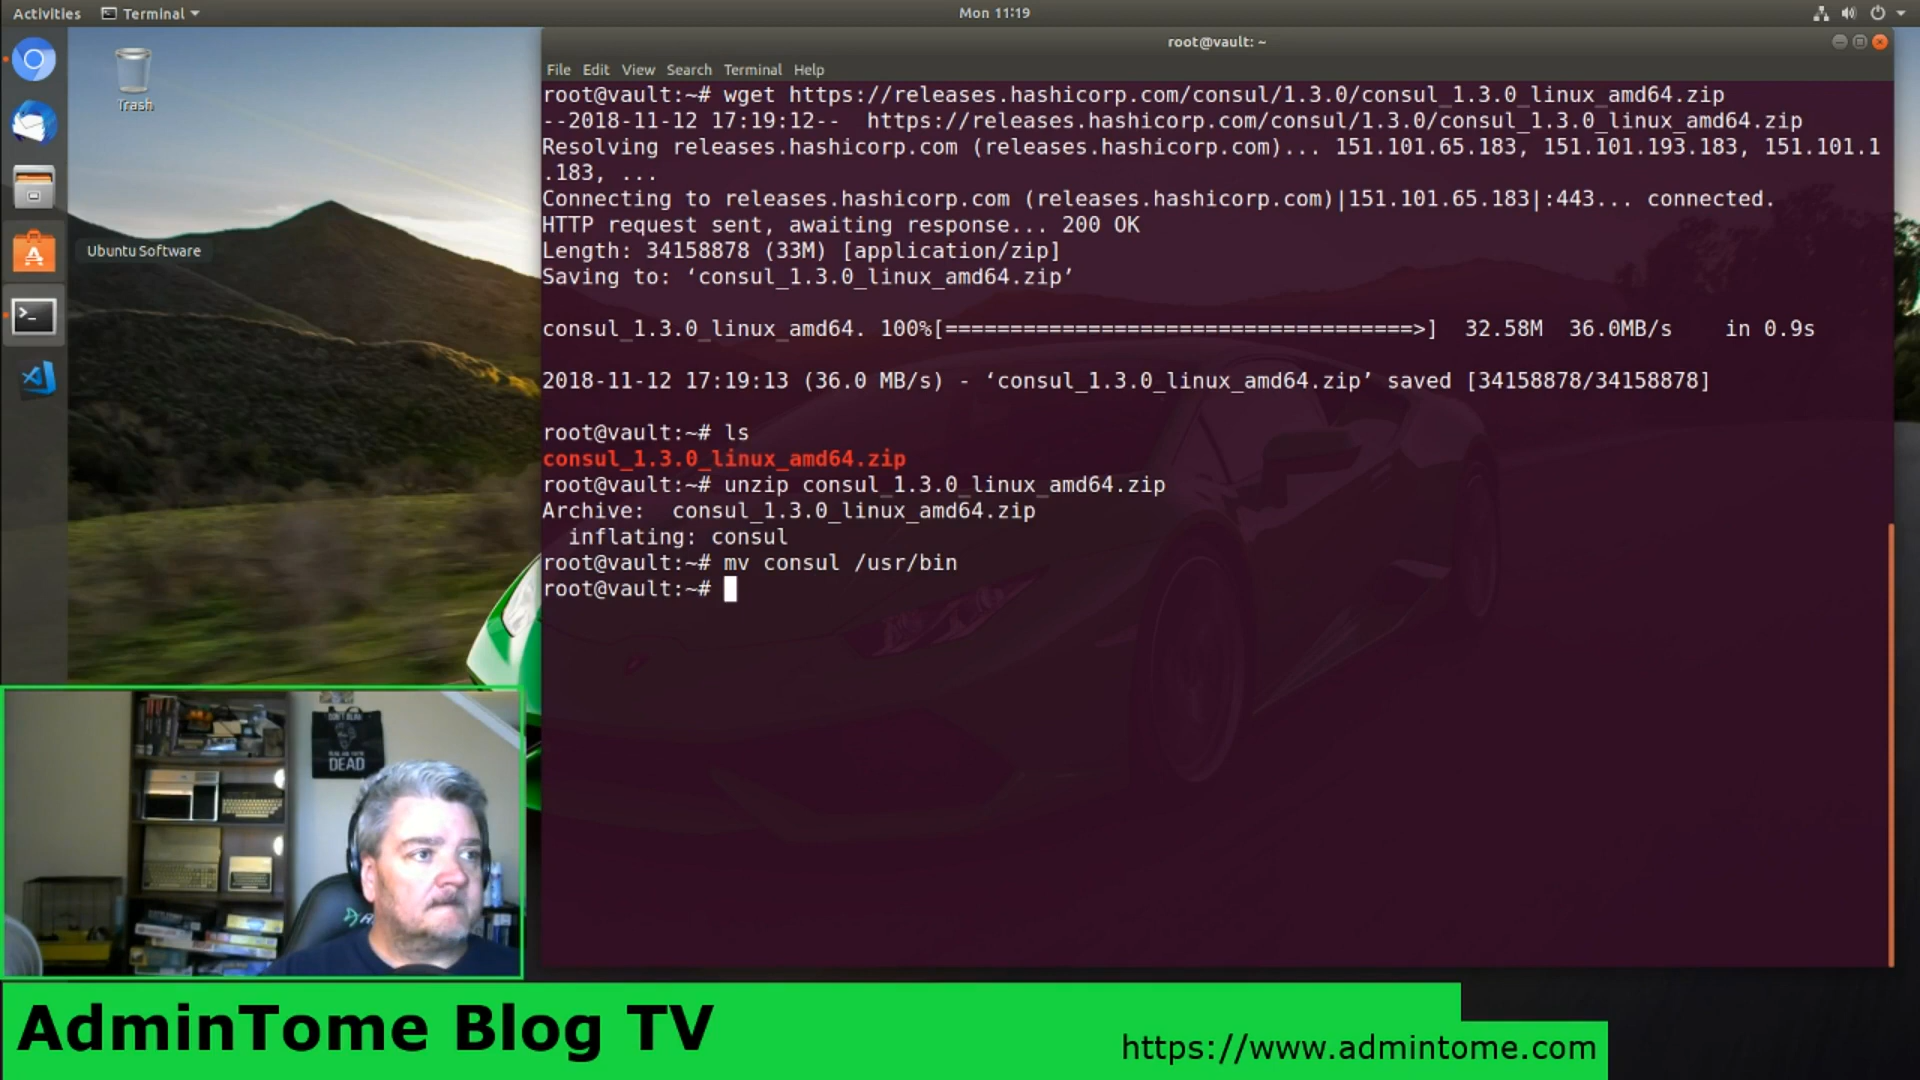 Activities Terminal Mon 11:19
Trash
Ubuntu Software
root@vault: ~
File Edit View Search Terminal Help
root@vault:~# wget https://releases.hashicorp.com/consul/1.3.0/consul_1.3.0_linux_amd64.zip
--2018-11-12 17:19:12-- https://releases.hashicorp.com/consul/1.3.0/consul_1.3.0_linux_amd64.zip
Resolving releases.hashicorp.com (releases.hashicorp.com)... 151.101.65.183, 151.101.193.183, 151.101.1
.183, ...
Connecting to releases.hashicorp.com (releases.hashicorp.com)|151.101.65.183|:443... connected.
HTTP request sent, awaiting response... 200 OK
Length: 34158878 (33M) [application/zip]
Saving to: ‘consul_1.3.0_linux_amd64.zip’
consul_1.3.0_linux_amd64. 100%[====================================>] 32.58M 36.0MB/s in 0.9s
2018-11-12 17:19:13 (36.0 MB/s) - ‘consul_1.3.0_linux_amd64.zip’ saved [34158878/34158878]
root@vault:~# ls
consul_1.3.0_linux_amd64.zip
root@vault:~# unzip consul_1.3.0_linux_amd64.zip
Archive: consul_1.3.0_linux_amd64.zip
inflating: consul
root@vault:~# mv consul /usr/bin
root@vault:~#
DEAD
AdminTome Blog TV
https://www.admintome.com